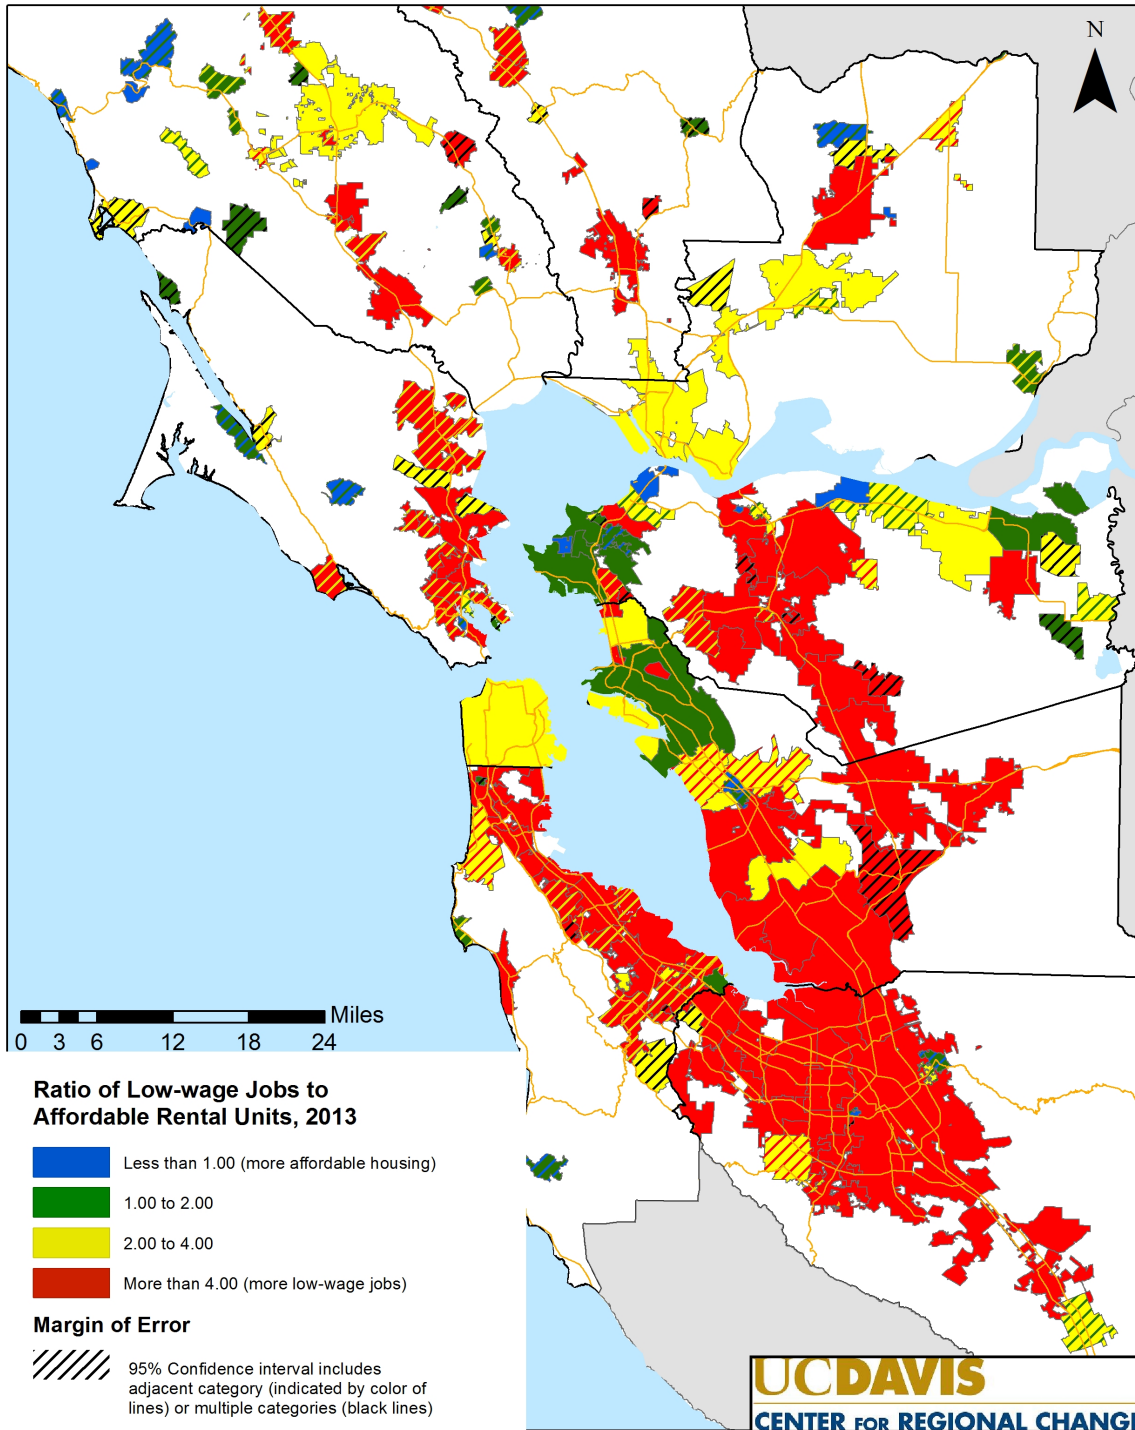 N
Miles
0 3 6 12 18 24
Ratio of Low-wage Jobs to
Affordable Rental Units, 2013
Less than 1.00 (more affordable housing)
1.00 to 2.00
2.00 to 4.00
More than 4.00 (more low-wage jobs)
Margin of Error
95% Confidence interval includes
adjacent category (indicated by color of
lines) or multiple categories (black lines)
UCDAVIS
CENTER FOR REGIONAL CHANGE